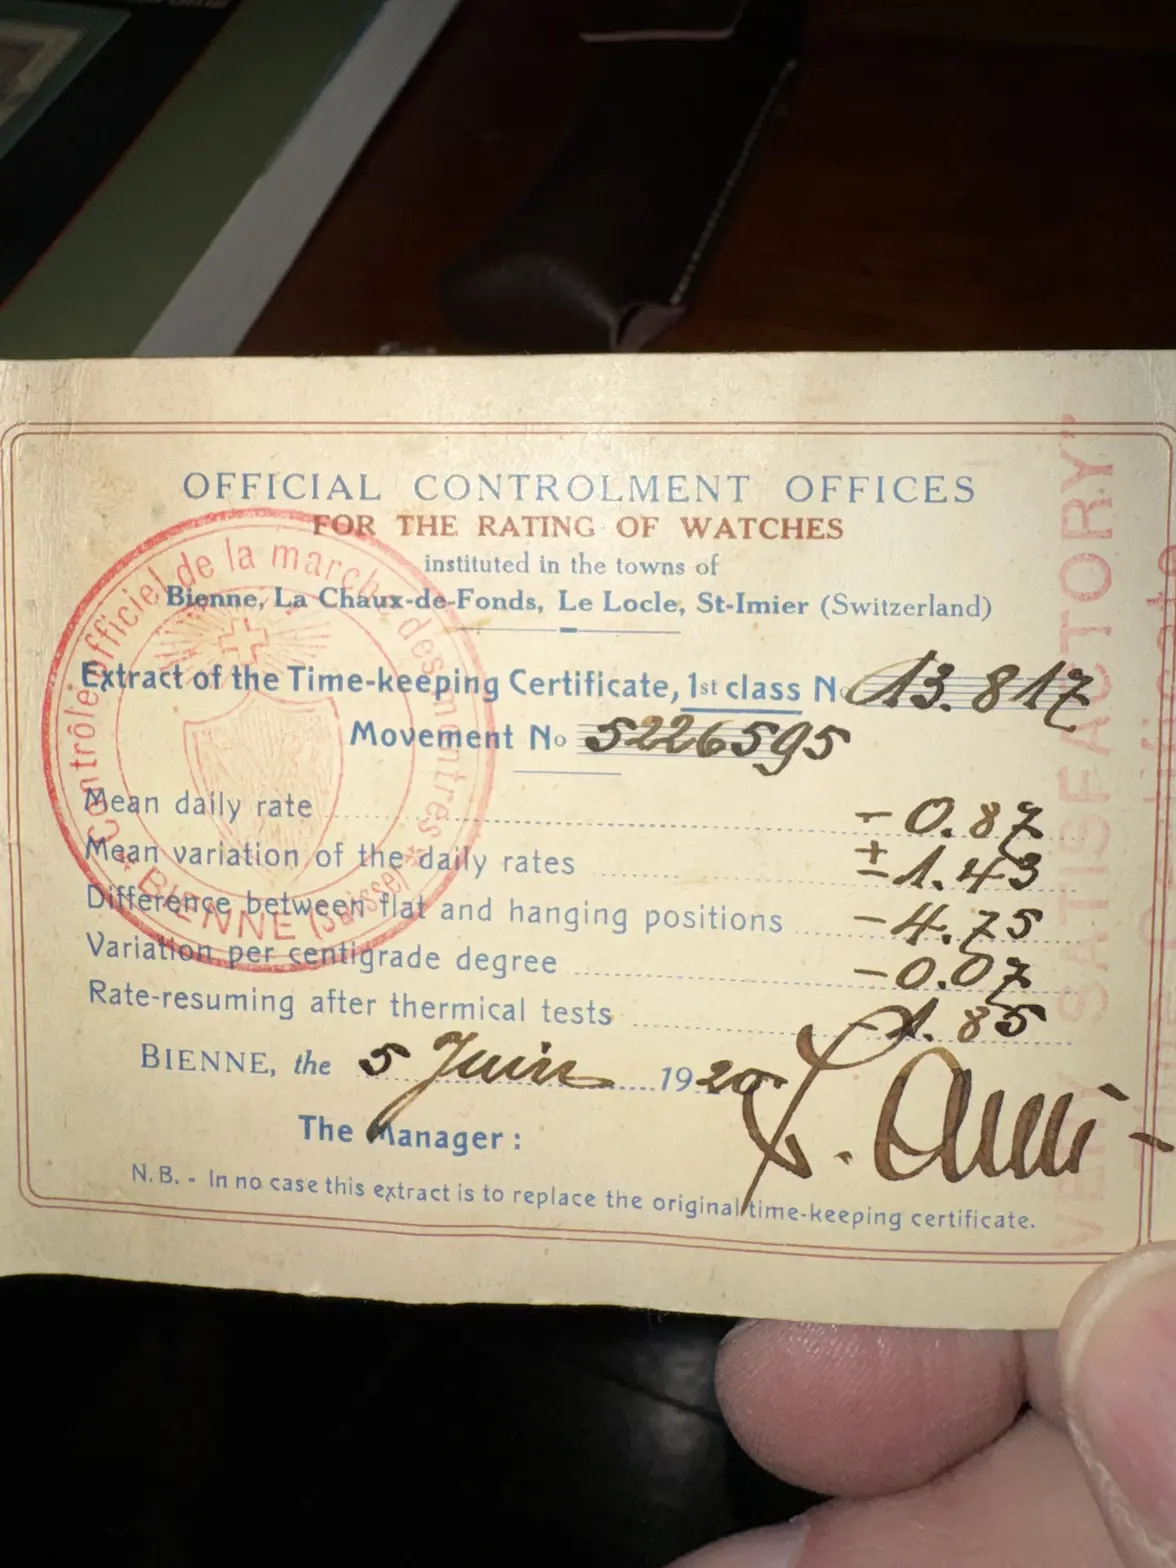 OFFICIAL CONTROLMENT OFFICES
FOR THE RATING OF WATCHES
instituted in the towns of
Bienne, La Chaux-de-Fonds, Le Locle, St-Imier (Switzerland)
Extract of the Time-keeping Certificate, 1st class No 13.817
Movement No 5226595
Mean daily rate -0.87
Mean variation of the daily rates ±1.43
Difference between flat and hanging positions -4.75
Variation per centigrade degree -0.07
Rate-resuming after thermical tests -1.85
BIENNE, the 5 Juin 1920
The Manager:
N.B. - In no case this extract is to replace the original time-keeping certificate.
Contrôle officiel de la marche des montres
* BIENNE (Suisse) *
VERY SATISFACTORY